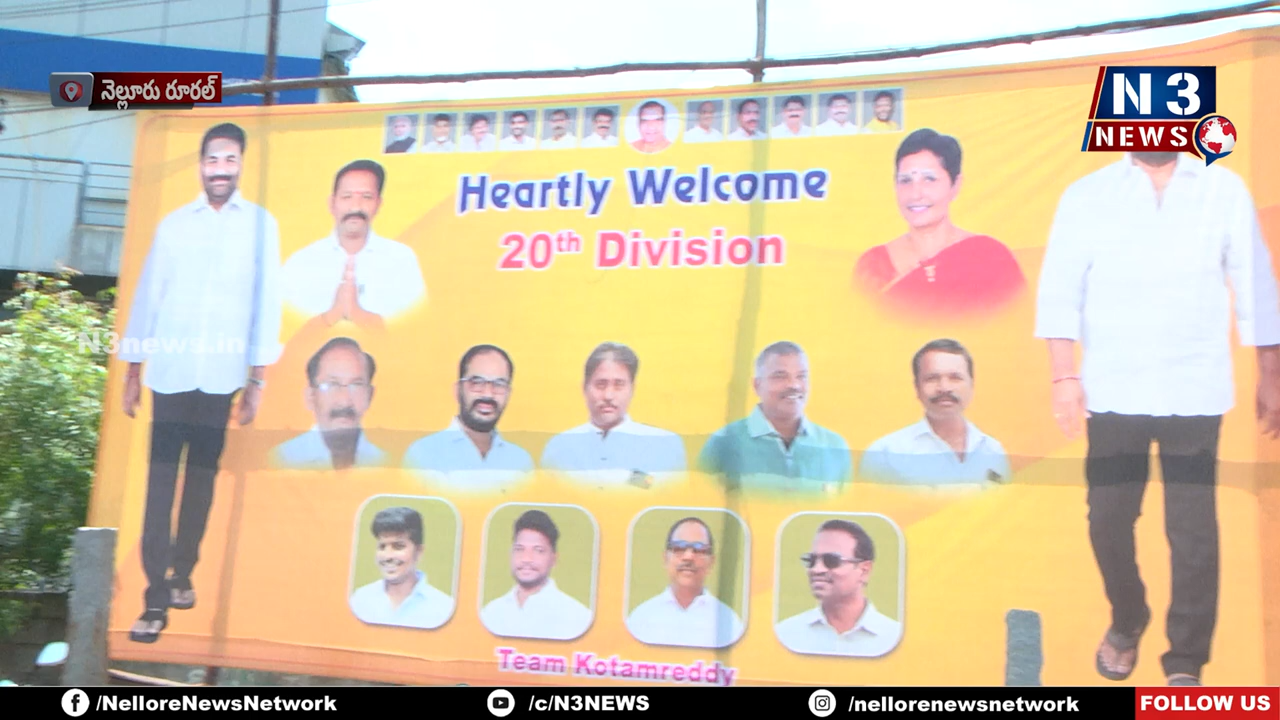 నెల్లూరు రూరల్
N3
NEWS
Heartly Welcome
20th Division
N3news.in
Team Kotamreddy
/NelloreNewsNetwork
/c/N3NEWS
/nellorenewsnetwork
FOLLOW US